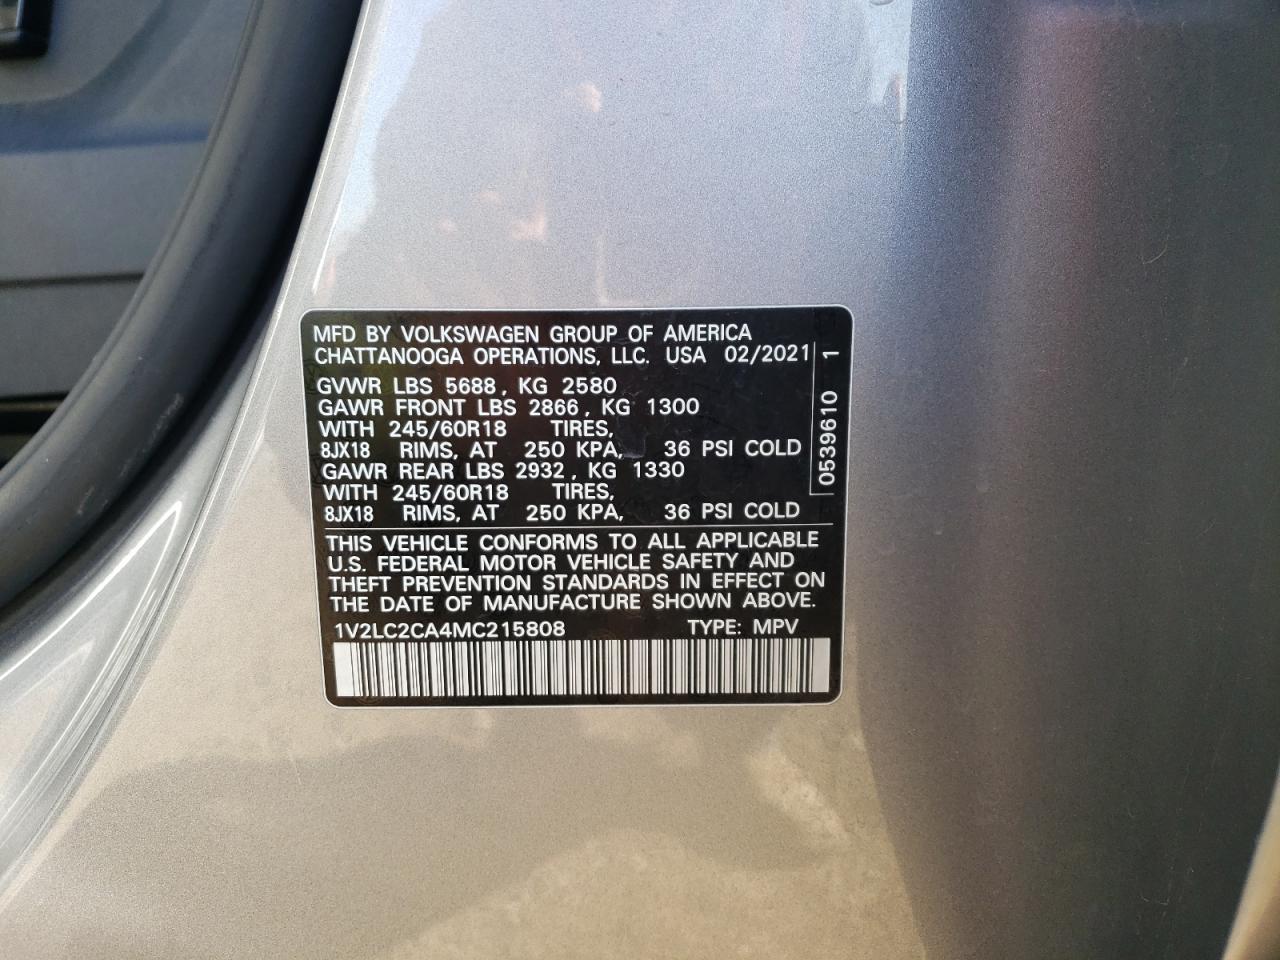 MFD BY VOLKSWAGEN GROUP OF AMERICA
CHATTANOOGA OPERATIONS, LLC. USA 02/2021
GVWR LBS 5688, KG 2580
GAWR FRONT LBS 2866, KG 1300
WITH 245/60R18 TIRES,
8JX18 RIMS, AT 250 KPA, 36 PSI COLD
GAWR REAR LBS 2932, KG 1330
WITH 245/60R18 TIRES,
8JX18 RIMS, AT 250 KPA, 36 PSI COLD
0539610 1
THIS VEHICLE CONFORMS TO ALL APPLICABLE
U.S. FEDERAL MOTOR VEHICLE SAFETY AND
THEFT PREVENTION STANDARDS IN EFFECT ON
THE DATE OF MANUFACTURE SHOWN ABOVE.
1V2LC2CA4MC215808 TYPE: MPV